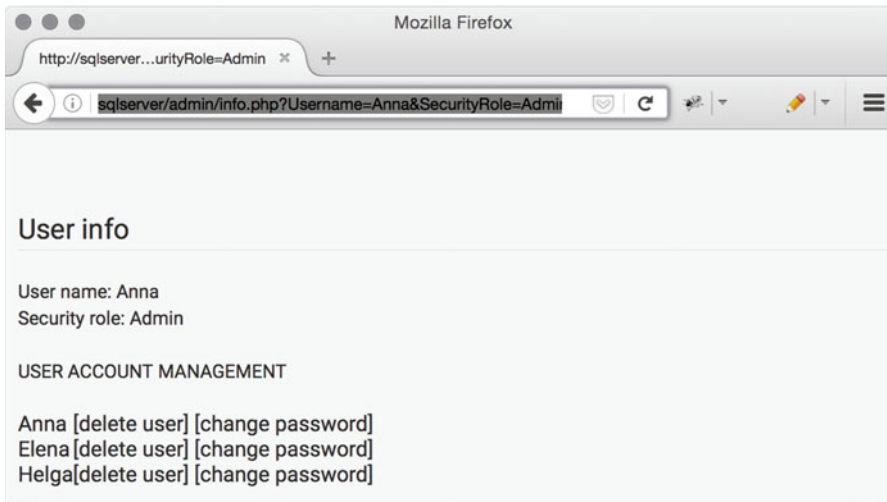 Mozilla Firefox
http://sqlserver...urityRole=Admin
sqlserver/admin/info.php?Username=Anna&SecurityRole=Admi
User info
User name: Anna
Security role: Admin
USER ACCOUNT MANAGEMENT
Anna [delete user] [change password]
Elena[delete user] [change password]
Helga[delete user] [change password]